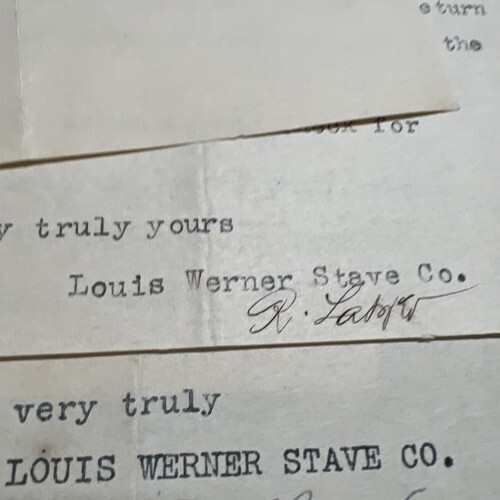 eturn
the
for
y truly yours
Louis Werner Stave Co.
R.
very truly
LOUIS WERNER STAVE CO.